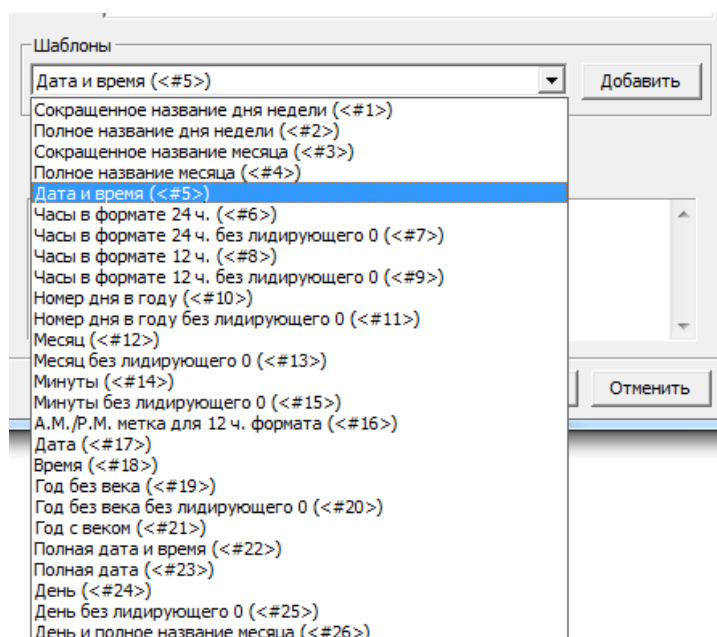 Шаблоны
Дата и время (<#5>)
Добавить
Сокращенное название дня недели (<#1>)
Полное название дня недели (<#2>)
Сокращенное название месяца (<#3>)
Полное название месяца (<#4>)
Дата и время (<#5>)
Часы в формате 24 ч. (<#6>)
Часы в формате 24 ч. без лидирующего 0 (<#7>)
Часы в формате 12 ч. (<#8>)
Часы в формате 12 ч. без лидирующего 0 (<#9>)
Номер дня в году (<#10>)
Номер дня в году без лидирующего 0 (<#11>)
Месяц (<#12>)
Месяц без лидирующего 0 (<#13>)
Минуты (<#14>)
Минуты без лидирующего 0 (<#15>)
Отменить
A.M./P.M. метка для 12 ч. формата (<#16>)
Дата (<#17>)
Время (<#18>)
Год без века (<#19>)
Год без века без лидирующего 0 (<#20>)
Год с веком (<#21>)
Полная дата и время (<#22>)
Полная дата (<#23>)
День (<#24>)
День без лидирующего 0 (<#25>)
День и полное название месяца (<#26>)